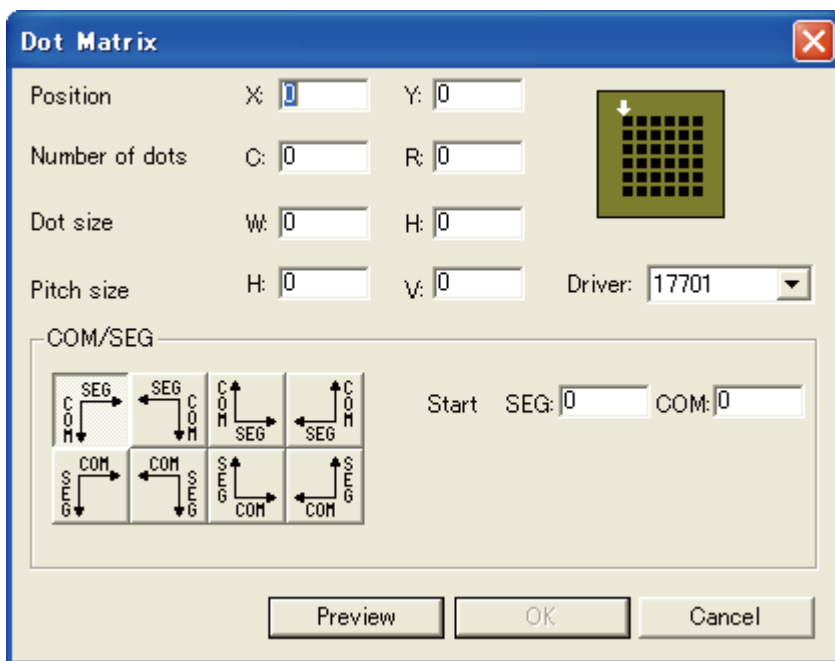 Dot Matrix
Position X: 0 Y: 0
Number of dots C: 0 R: 0
Dot size W: 0 H: 0
Pitch size H: 0 V: 0 Driver: 17701
COM/SEG
SEG COM SEG COM COM SEG COM SEG
Start SEG: 0 COM: 0
COM SEG COM SEG SEG COM SEG COM
Preview OK Cancel